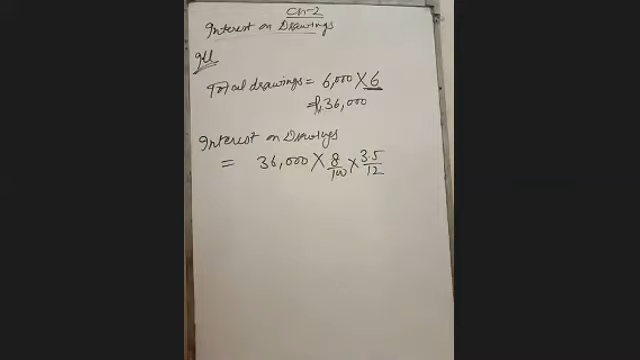 Ch-2
Interest on Drawings
Total drawings = 6,000 × 6
= ₹36,000
Interest on Drawings
= 36,000 × 8/100 × 3.5/12